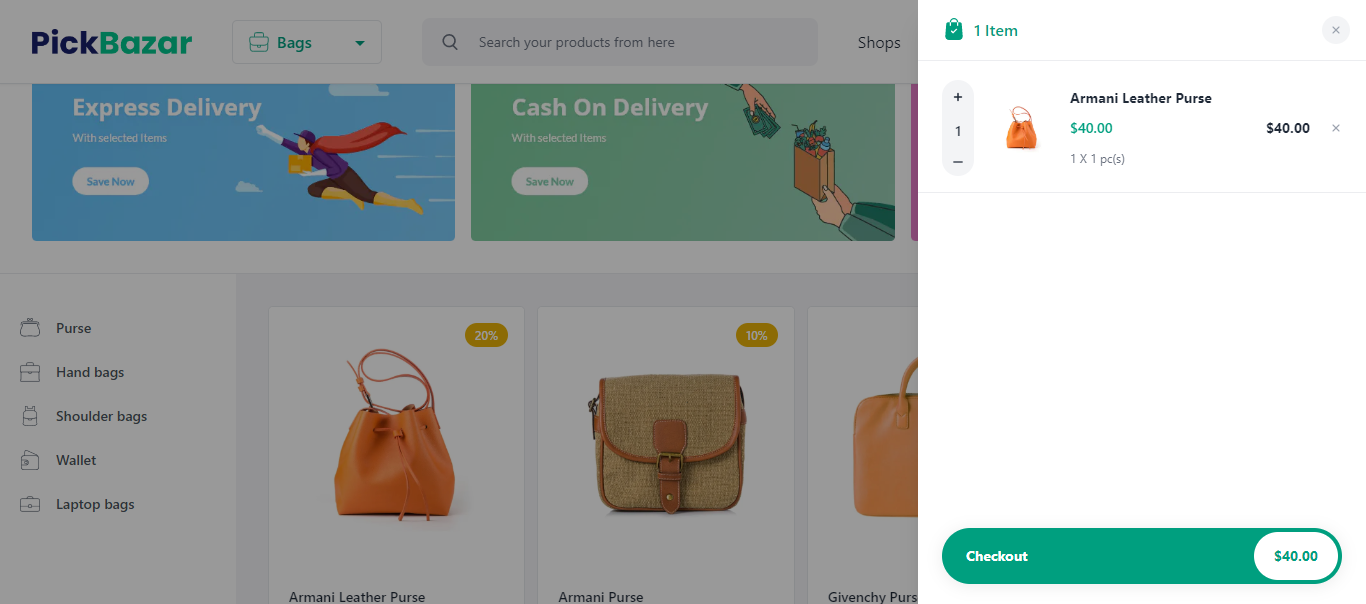 PickBazar
Bags
Search your products from here
Shops
Express Delivery
With selected Items
Save Now
Cash On Delivery
With selected Items
Save Now
Purse
Hand bags
Shoulder bags
Wallet
Laptop bags
20%
Armani Leather Purse
10%
Armani Purse
Givenchy Purs
1 Item
×
+
1
–
Armani Leather Purse
$40.00
1 X 1 pc(s)
$40.00
×
Checkout
$40.00